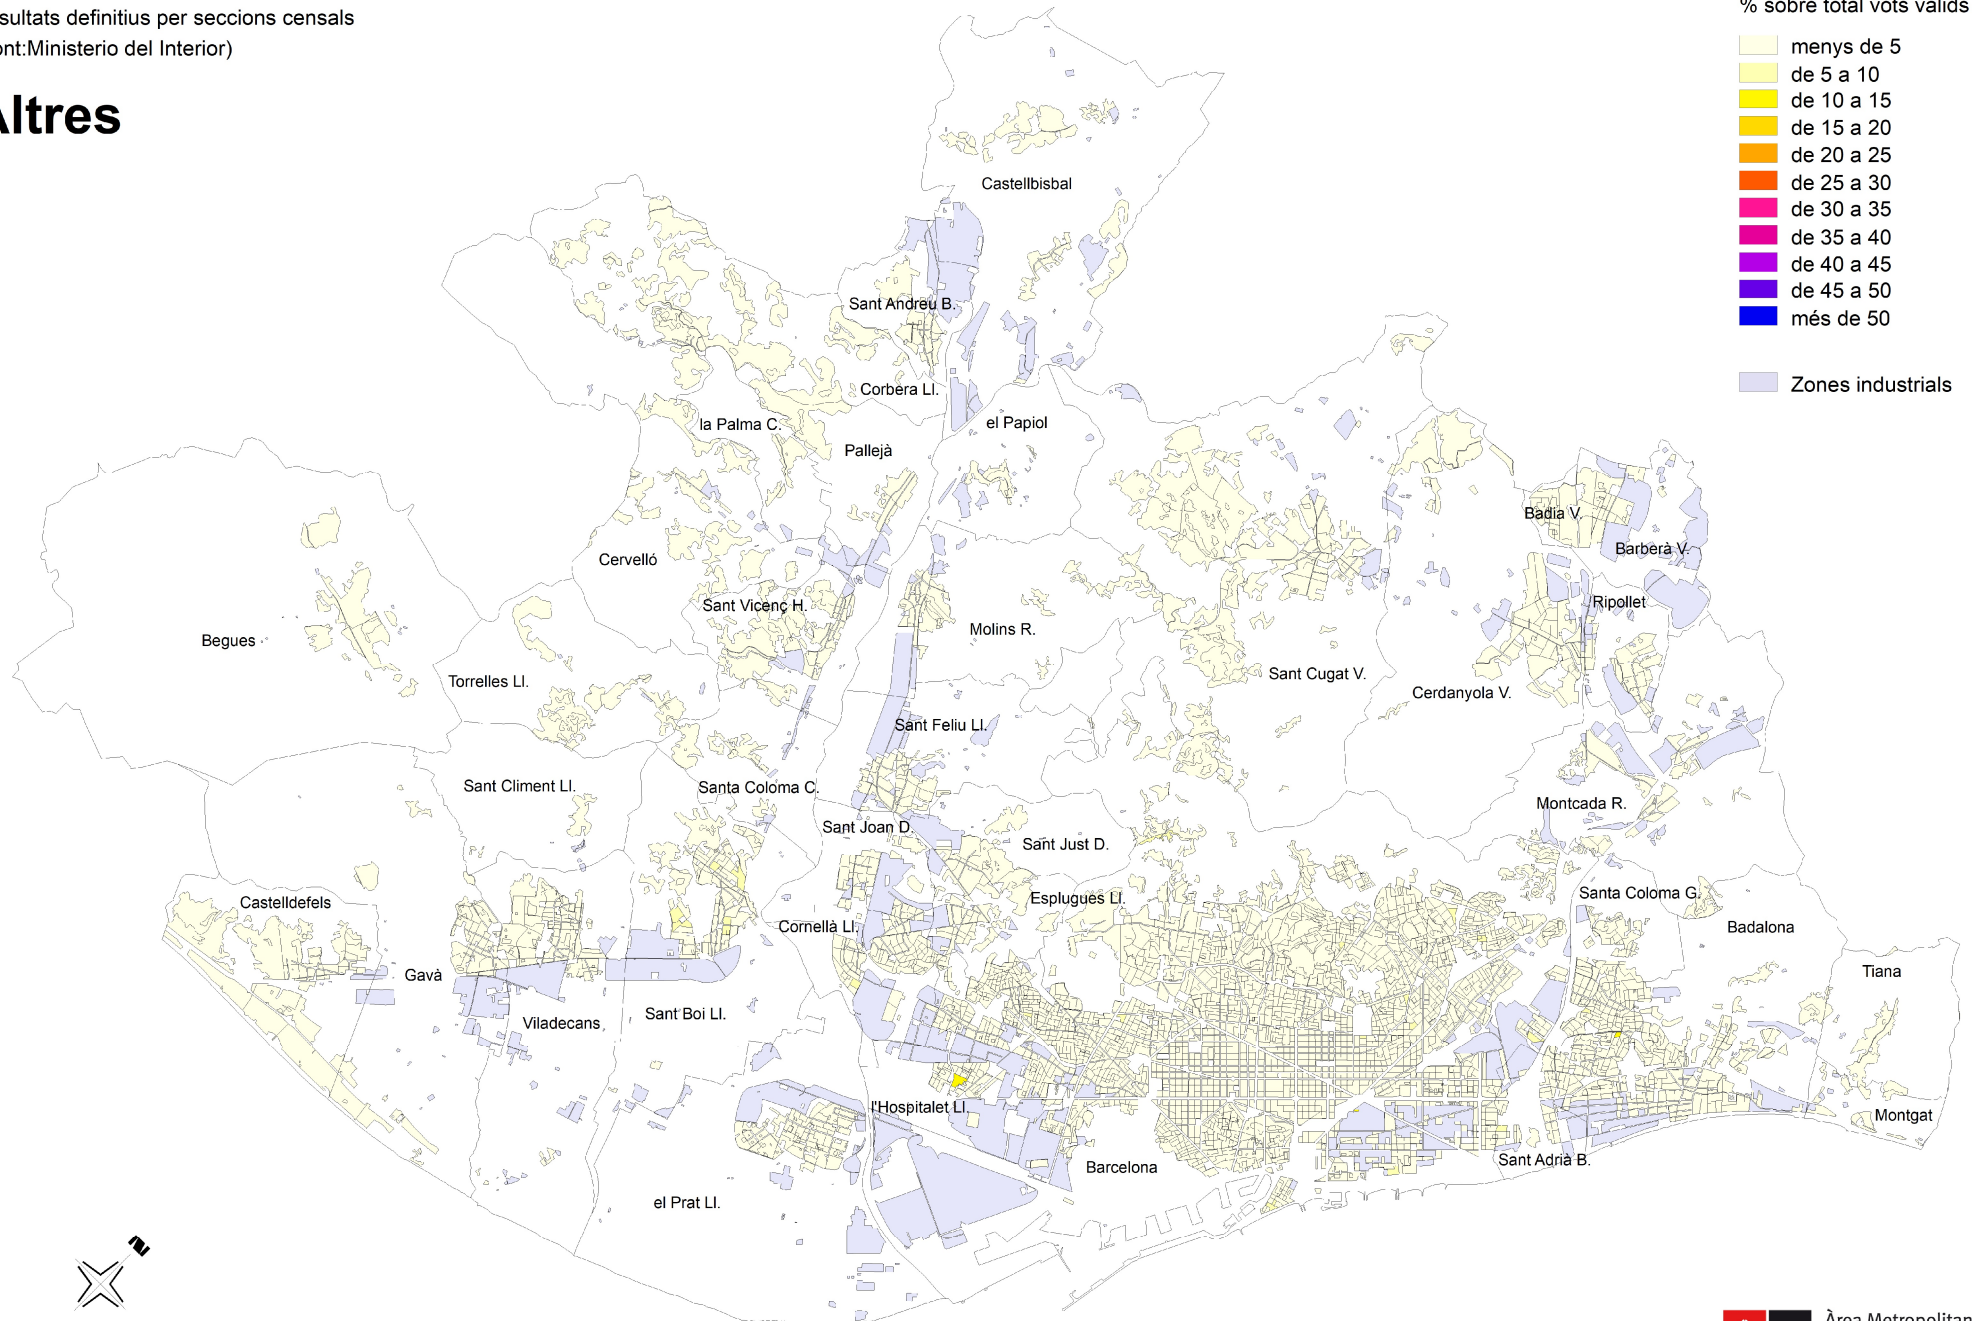 sultats definitius per seccions censals
ont:Ministerio del Interior)
Altres
% sobre total vots vàlids
menys de 5
de 5 a 10
de 10 a 15
de 15 a 20
de 20 a 25
de 25 a 30
de 30 a 35
de 35 a 40
de 40 a 45
de 45 a 50
més de 50
Zones industrials
Castellbisbal
Sant Andreu B.
Corbera Ll.
la Palma C.
el Papiol
Pallejà
Badia V.
Barberà V.
Cervelló
Sant Vicenç H.
Ripollet
Molins R.
Begues
Torrelles Ll.
Sant Cugat V.
Cerdanyola V.
Sant Feliu Ll.
Sant Climent Ll.
Santa Coloma C.
Montcada R.
Sant Joan D.
Sant Just D.
Castelldefels
Esplugues Ll.
Santa Coloma G.
Cornellà Ll.
Badalona
Gavà
Tiana
Sant Boi Ll.
Viladecans
l'Hospitalet Ll.
Montgat
Barcelona
Sant Adrià B.
el Prat Ll.
N
Àrea Metropolitan